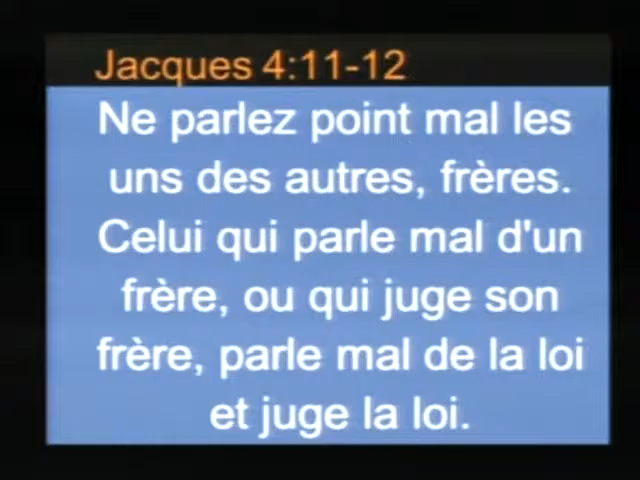 Jacques 4:11-12
Ne parlez point mal les
uns des autres, frères.
Celui qui parle mal d'un
frère, ou qui juge son
frère, parle mal de la loi
et juge la loi.